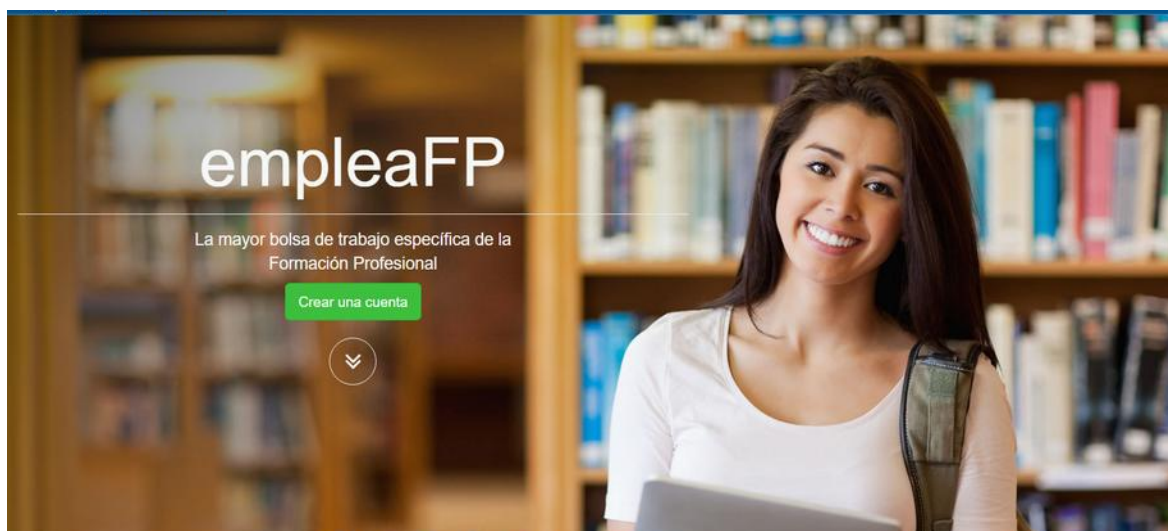 empleaFP
La mayor bolsa de trabajo específica de la
Formación Profesional
Crear una cuenta